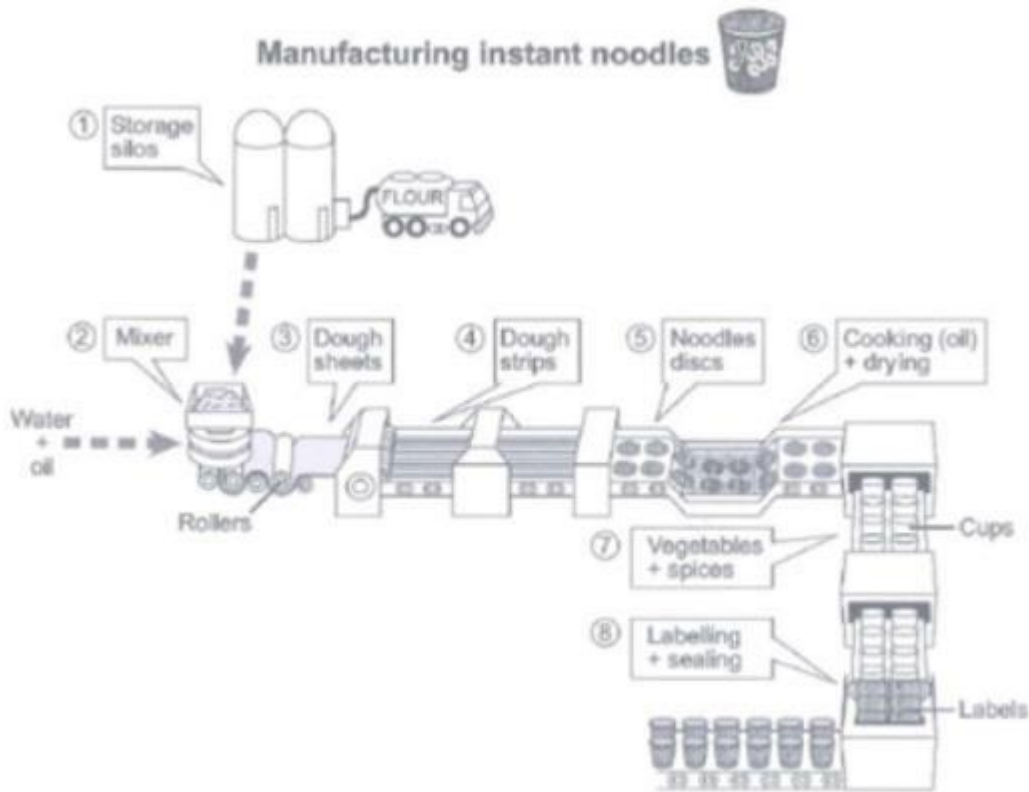 Manufacturing instant noodles
① Storage
silos
FLOUR
② Mixer
③ Dough
sheets
④ Dough
strips
⑤ Noodles
discs
⑥ Cooking (oil)
+ drying
Water
+
oil
Rollers
Cups
⑦ Vegetables
+ spices
⑧ Labelling
+ sealing
Labels